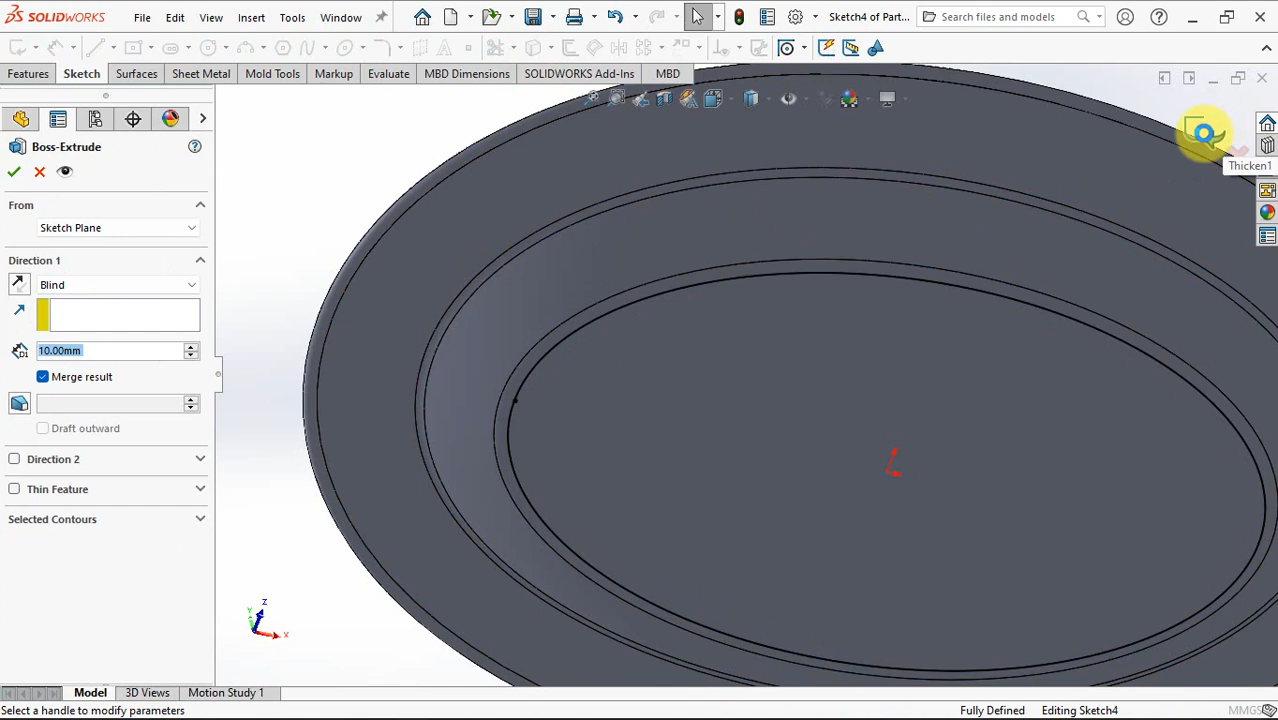 SOLIDWORKS File Edit View Insert Tools Window Sketch4 of Part... Search files and models
Features Sketch Surfaces Sheet Metal Mold Tools Markup Evaluate MBD Dimensions SOLIDWORKS Add-Ins MBD
Boss-Extrude
Thicken1
From
Sketch Plane
Direction 1
Blind
D1 10.00mm
Merge result
Draft outward
Direction 2
Thin Feature
Selected Contours
Z
Y
X
Model 3D Views Motion Study 1
Select a handle to modify parameters Fully Defined Editing Sketch4 MMGS